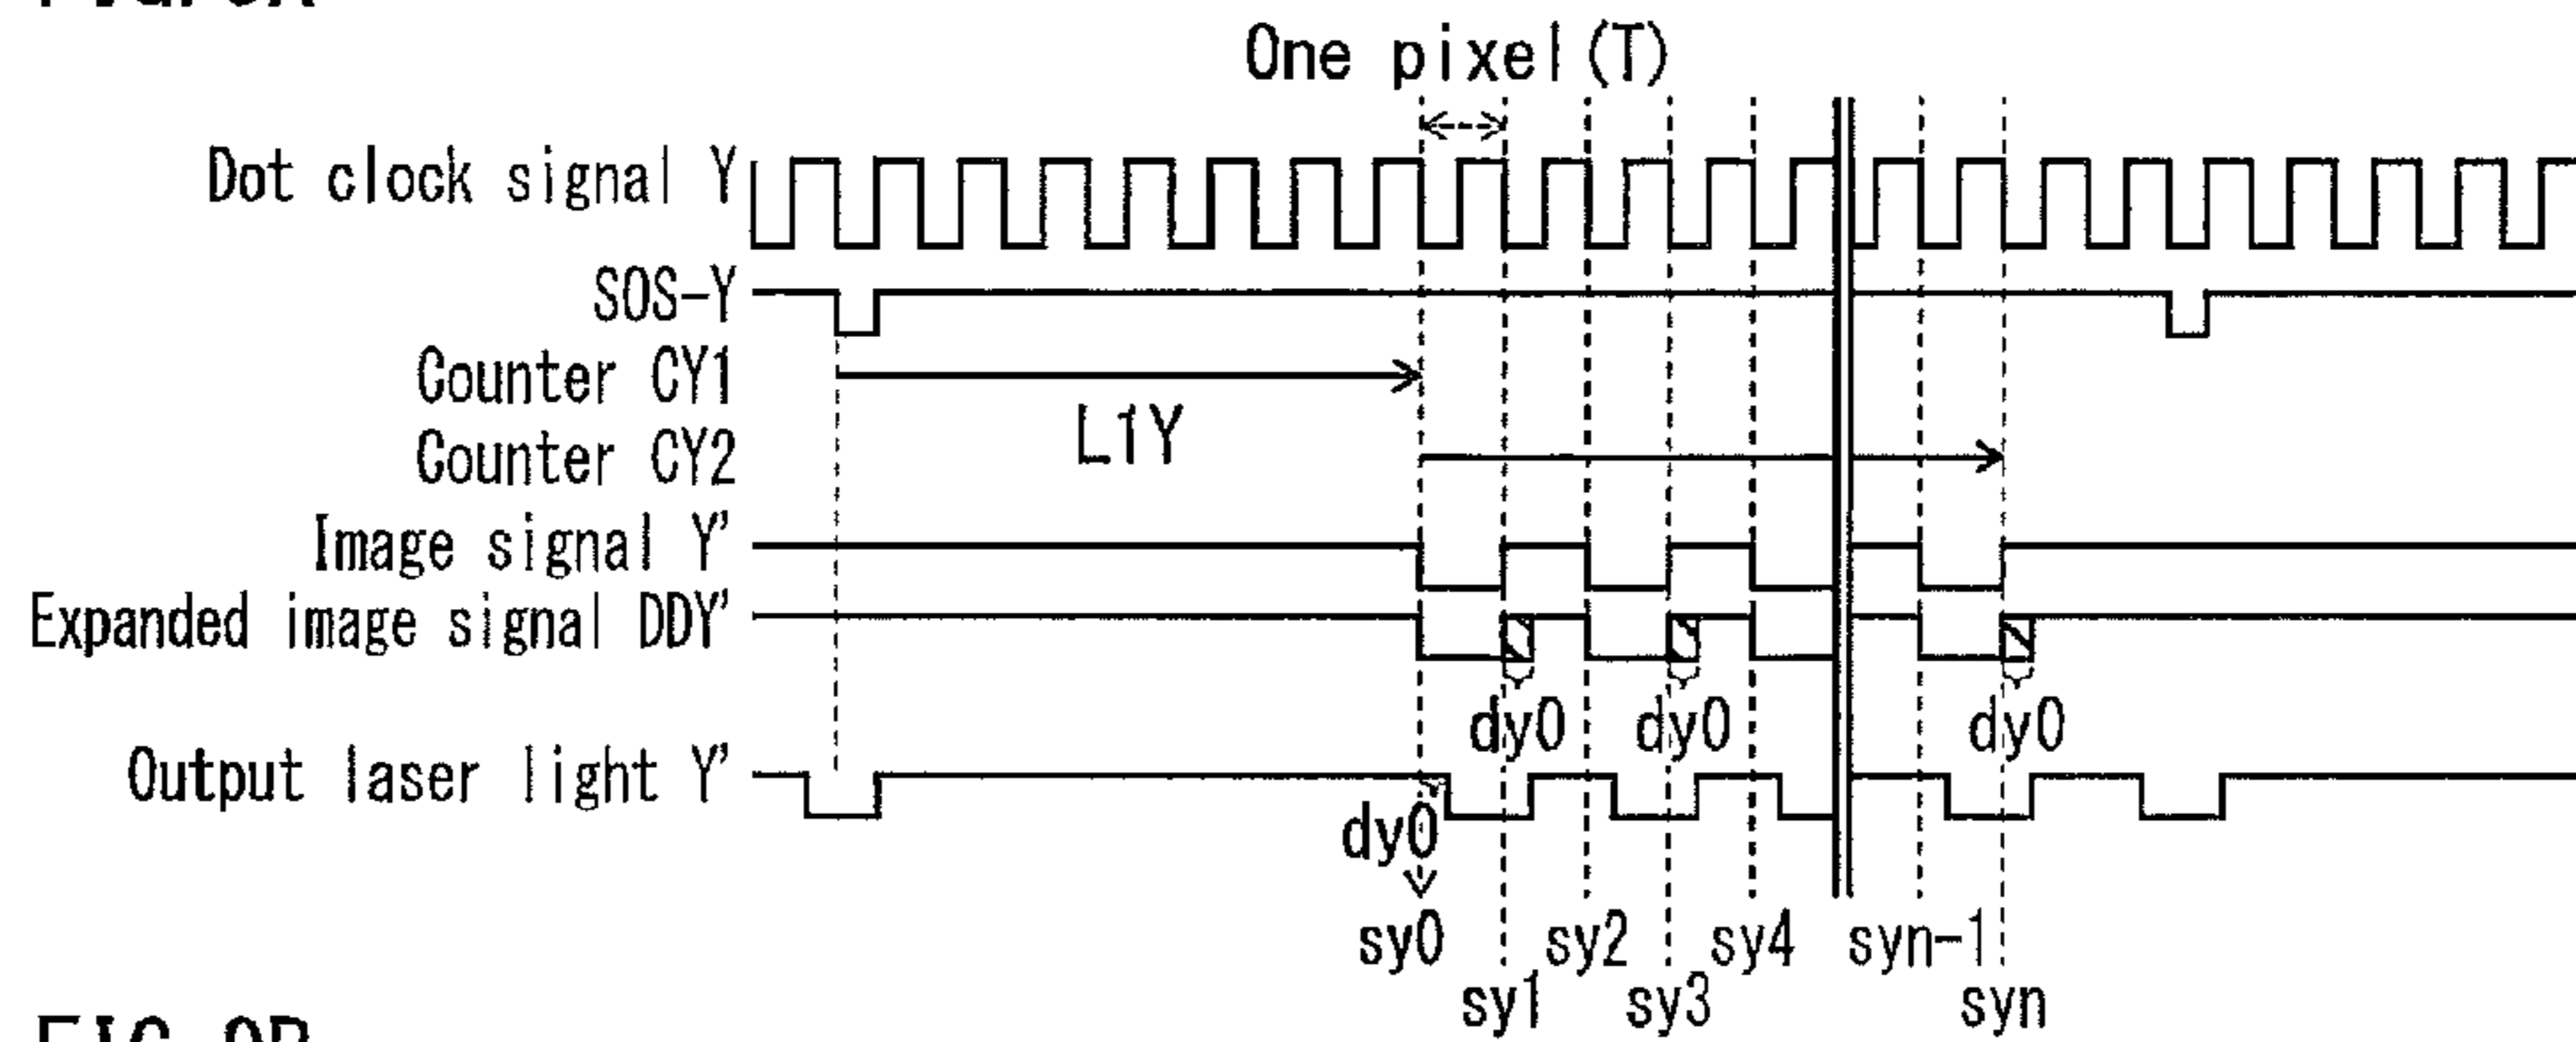 One pixel(T)
Dot clock signal Y
SOS-Y
Counter CY1
L1Y
Counter CY2
Image signal Y'
Expanded image signal DDY'
dy0 dy0 dy0
Output laser light Y'
dy0
sy0 sy2 sy4 syn-1
sy1 sy3 syn